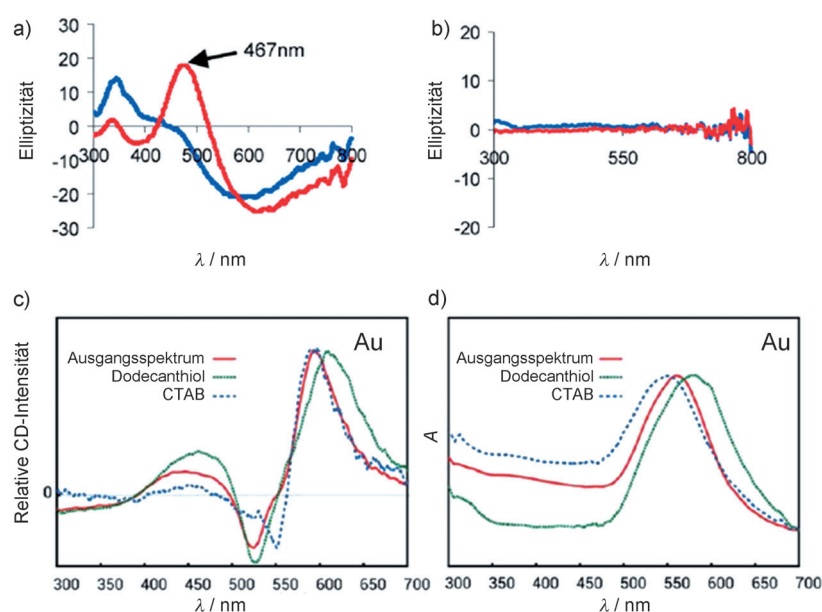 a)
30
20
10
0
-10
-20
-30
Elliptizität
467nm
300 400 500 600 700 800
λ / nm
b)
20
10
0
-10
-20
Elliptizität
300 550 800
λ / nm
c)
Au
Ausgangsspektrum
Dodecanthiol
CTAB
Relative CD-Intensität
0
300 350 400 450 500 550 600 650 700
λ / nm
d)
Au
Ausgangsspektrum
Dodecanthiol
CTAB
A
300 350 400 450 500 550 600 650 700
λ / nm